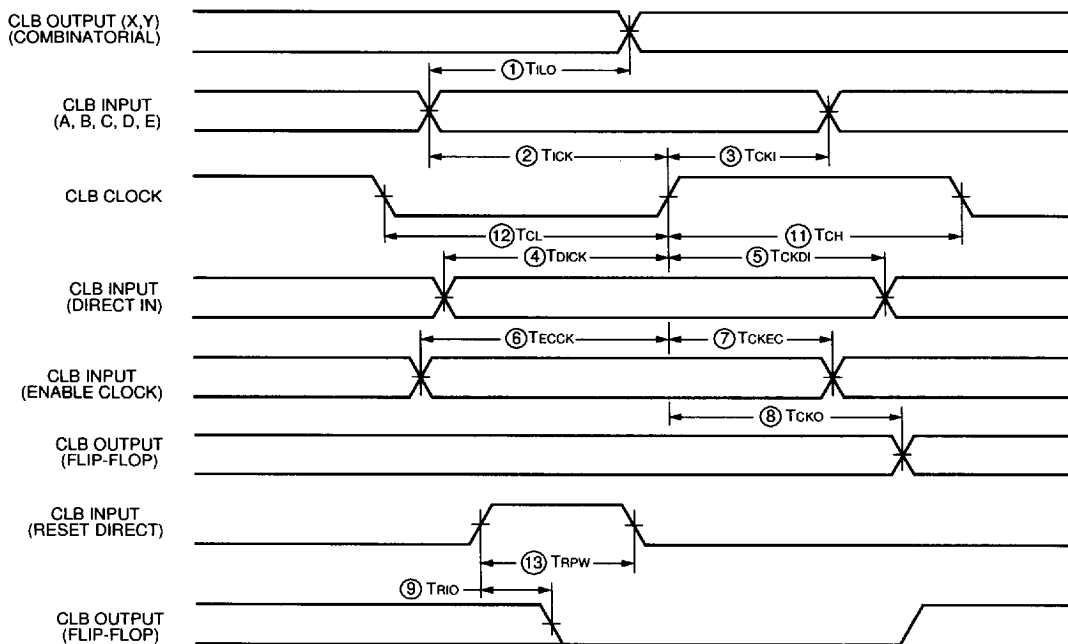 CLB OUTPUT (X,Y)
(COMBINATORIAL)
① TILO
CLB INPUT
(A, B, C, D, E)
② TICK
③ TCKI
CLB CLOCK
⑫ TCL
⑪ TCH
④ TDICK
⑤ TCKDI
CLB INPUT
(DIRECT IN)
⑥ TECCK
⑦ TCKEC
CLB INPUT
(ENABLE CLOCK)
⑧ TCKO
CLB OUTPUT
(FLIP-FLOP)
CLB INPUT
(RESET DIRECT)
⑬ TRPW
⑨ TRIO
CLB OUTPUT
(FLIP-FLOP)